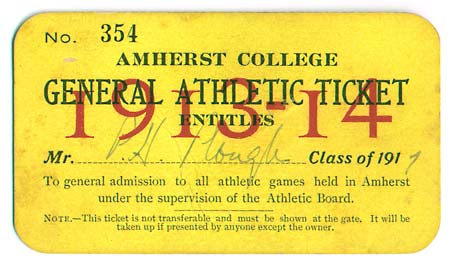 No. 354
AMHERST COLLEGE
GENERAL ATHLETIC TICKET
1913-14
ENTITLES
Mr. Class of 1917
To general admission to all athletic games held in Amherst
under the supervision of the Athletic Board.
NOTE.—This ticket is not transferable and must be shown at the gate. It will be
taken up if presented by anyone except the owner.